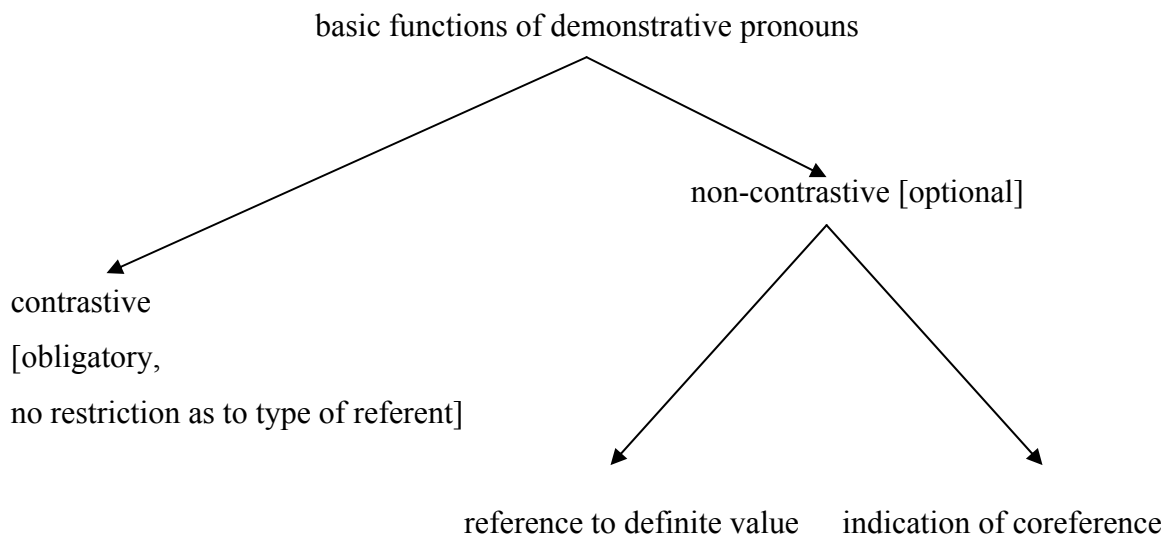 basic functions of demonstrative pronouns
non-contrastive [optional]
contrastive
[obligatory,
no restriction as to type of referent]
reference to definite value
indication of coreference